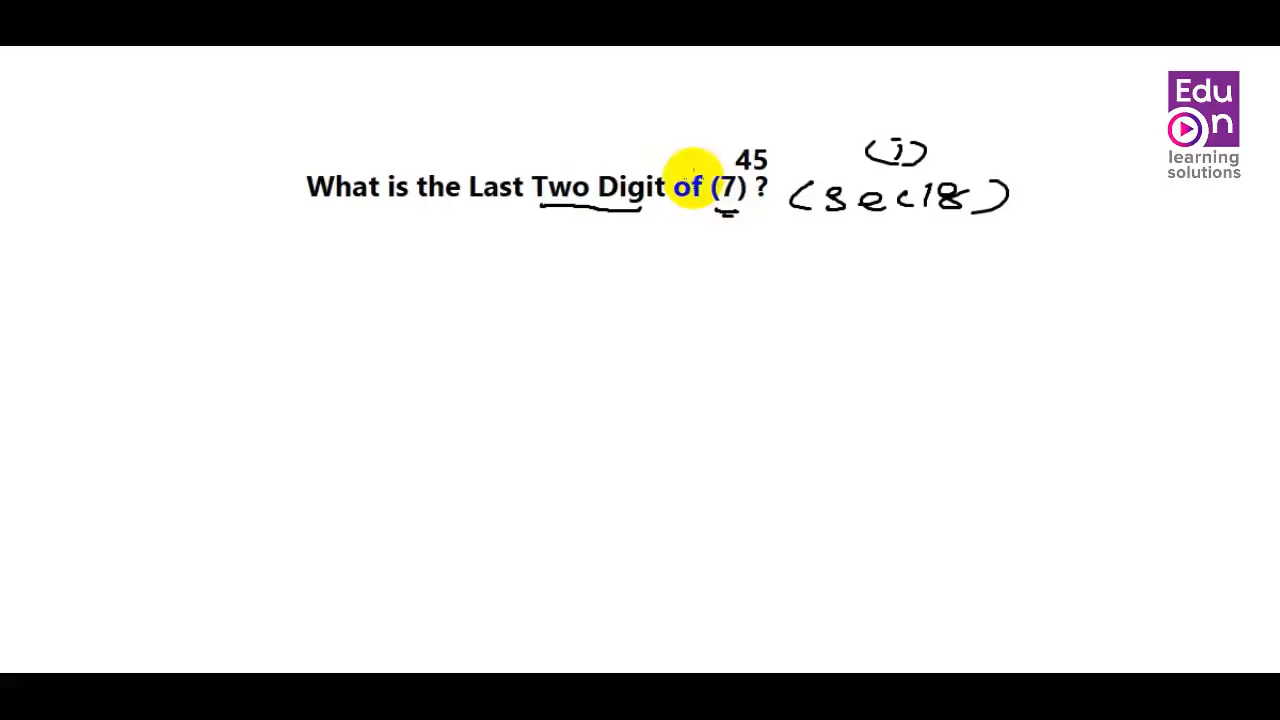 45
(i)
What is the Last Two Digit of (7) ?
(sec18)
Edu
On
learning
solutions